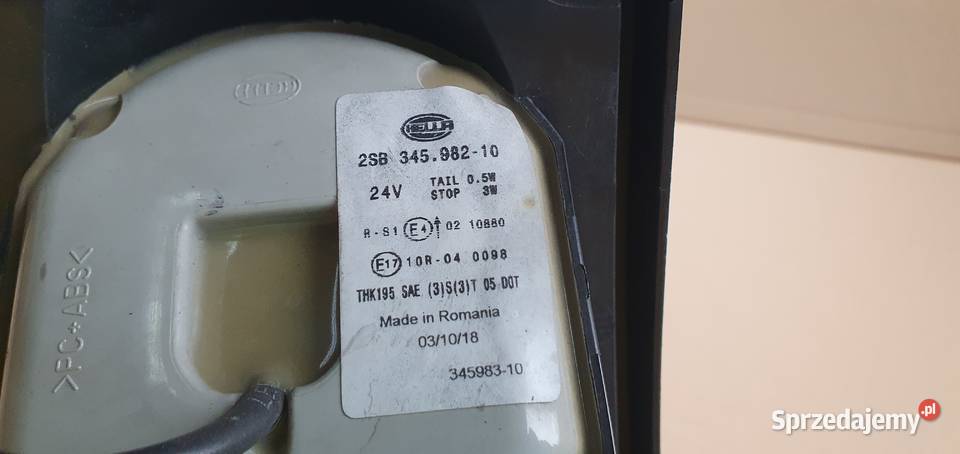 HELLA
HELLA
2SB 345.982-10
24V TAIL 0.5W
STOP 3W
R-S1 E4 02 10880
E17 10R-04 0098
THK195 SAE (3)S(3)T 05 DOT
Made in Romania
03/10/18
345983-10
>PC+ABS<
Sprzedajemy.pl